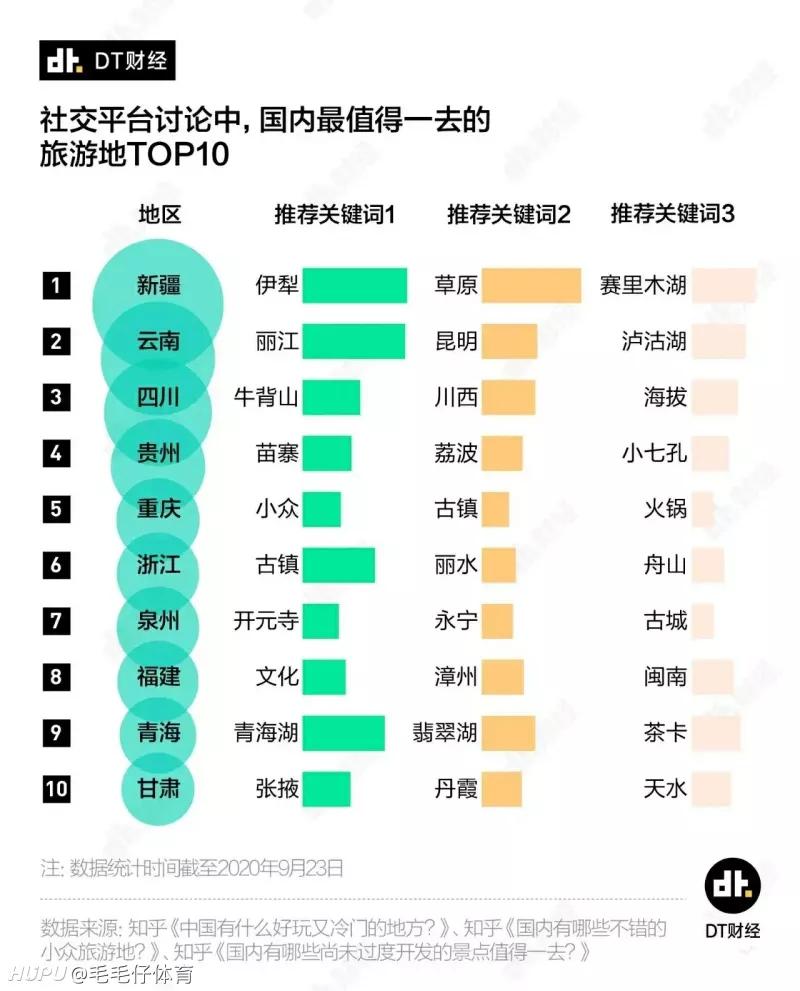 dt. DT财经
社交平台讨论中, 国内最值得一去的
旅游地TOP10
地区 推荐关键词1 推荐关键词2 推荐关键词3
1 新疆 伊犁 草原 赛里木湖
2 云南 丽江 昆明 泸沽湖
3 四川 牛背山 川西 海拔
4 贵州 苗寨 荔波 小七孔
5 重庆 小众 古镇 火锅
6 浙江 古镇 丽水 舟山
7 泉州 开元寺 永宁 古城
8 福建 文化 漳州 闽南
9 青海 青海湖 翡翠湖 茶卡
10 甘肃 张掖 丹霞 天水
注: 数据统计时间截至2020年9月23日
数据来源: 知乎《中国有什么好玩又冷门的地方? 》、知乎《国内有哪些不错的
小众旅游地? 》、知乎《国内有哪些尚未过度开发的景点值得一去? 》
dt.
DT财经
HUPU@毛毛仔体育